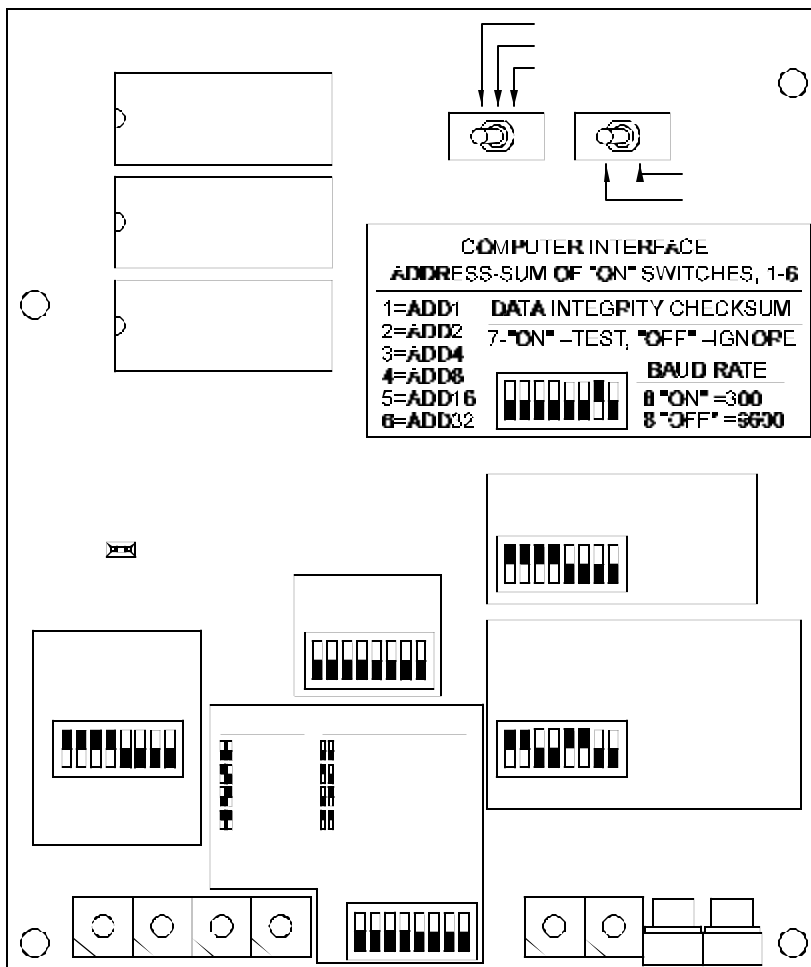 COMPUTER INTERFACE
ADDRESS-SUM OF "ON" SWITCHES, 1-6
1=ADD1
2=ADD2
3=ADD4
4=ADD8
5=ADD16
6=ADD32
DATA INTEGRITY CHECKSUM
7-"ON" –TEST, "OFF" –IGNORE
BAUD RATE
8 "ON" =300
8 "OFF" =9600